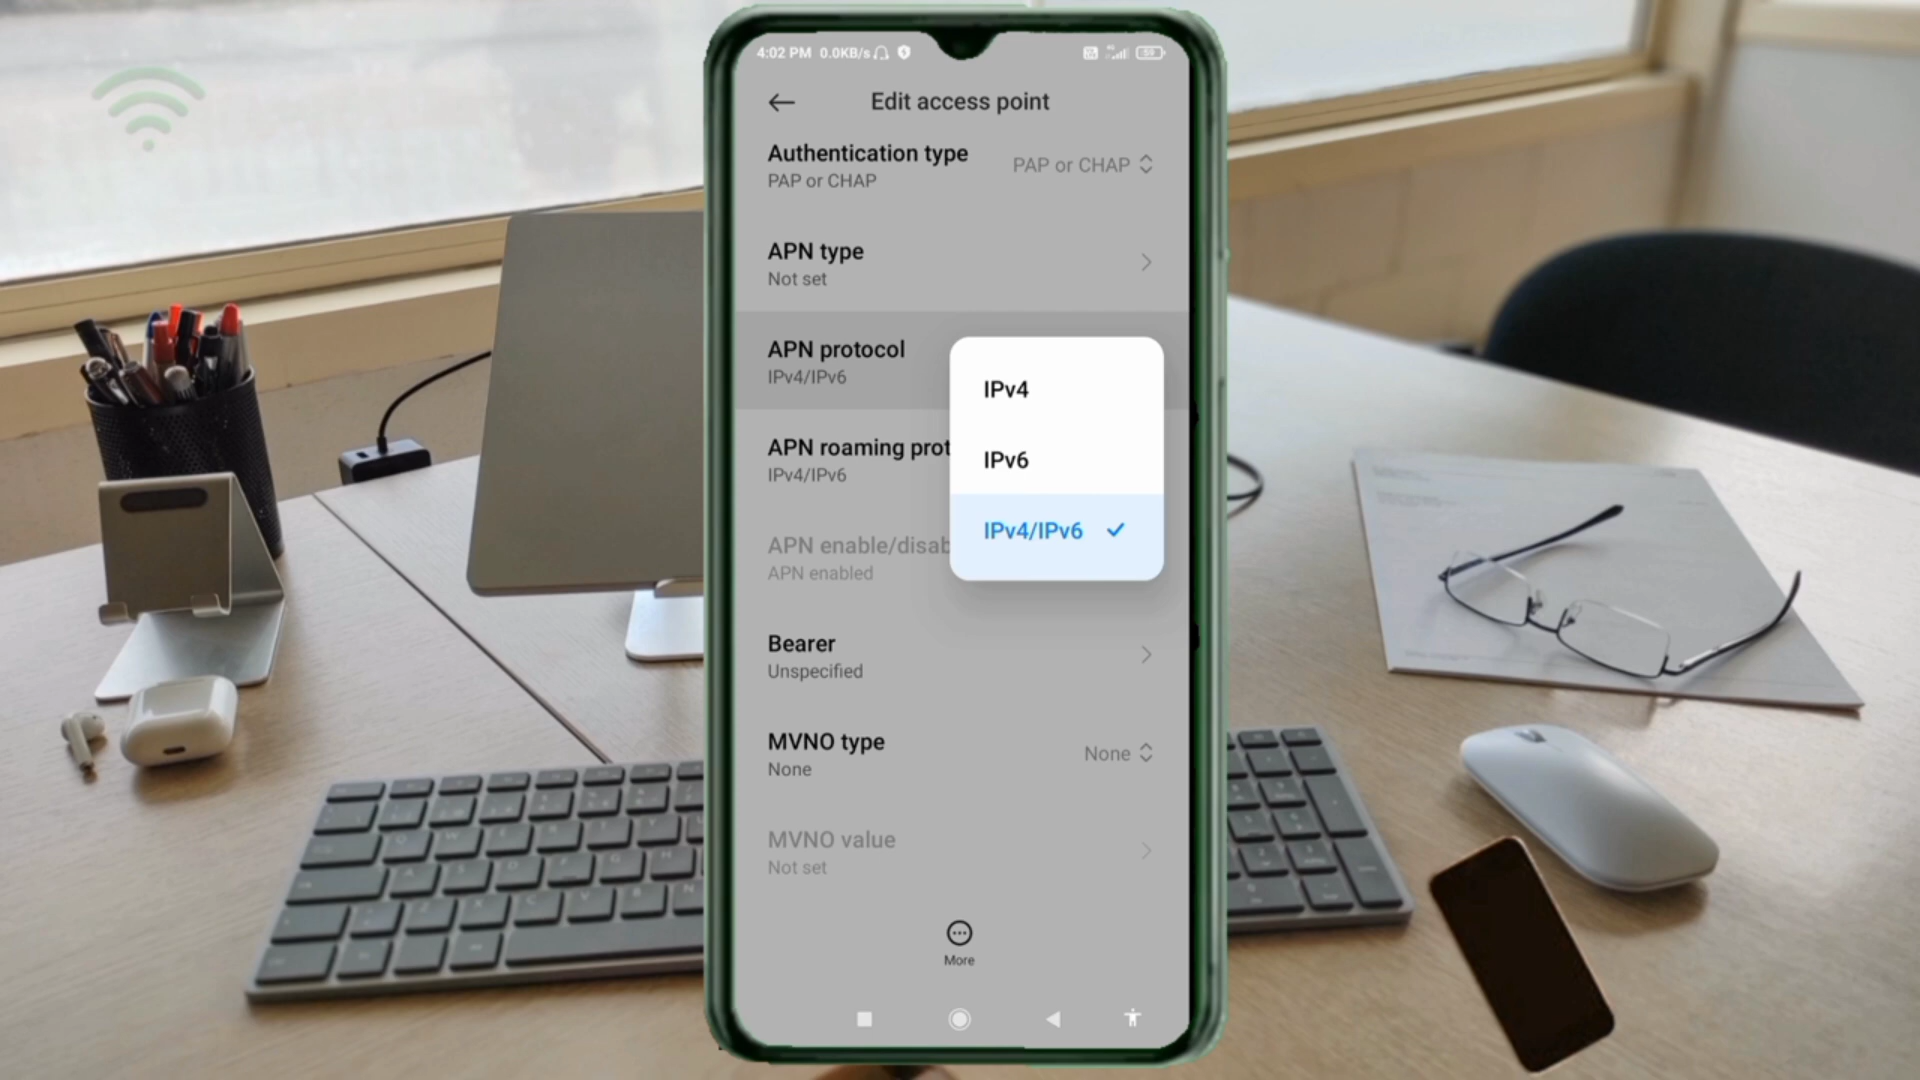 4:02 PM 0.0KB/s
4G 59
Edit access point
Authentication type
PAP or CHAP
PAP or CHAP
APN type
Not set
APN protocol
IPv4/IPv6
IPv4
IPv6
IPv4/IPv6
APN roaming prot
IPv4/IPv6
APN enable/disab
APN enabled
Bearer
Unspecified
MVNO type
None
None
MVNO value
Not set
More